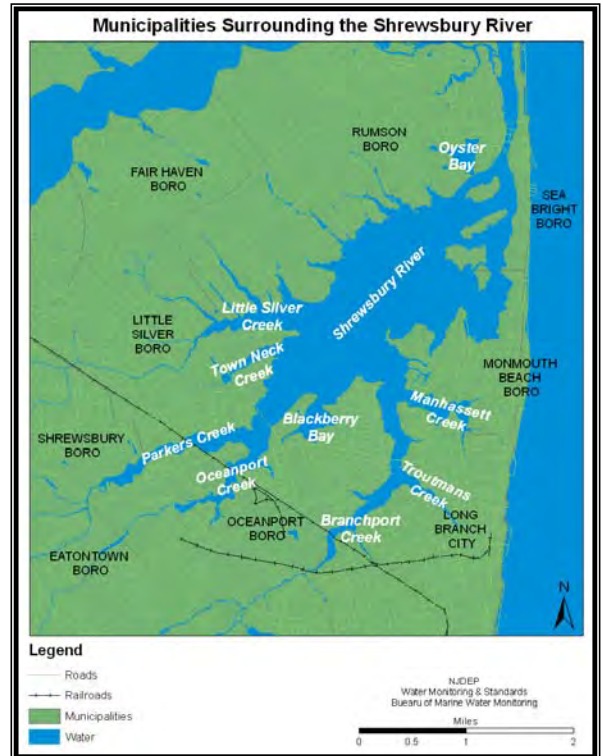 Municipalities Surrounding the Shrewsbury River
RUMSON
BORO
Oyster
Bay
FAIR HAVEN
BORO
SEA
BRIGHT
BORO
Shrewsbury River
Little Silver
Creek
LITTLE
SILVER
BORO
Town Neck
Creek
MONMOUTH
BEACH
BORO
Manhassett
Creek
Blackberry
Bay
SHREWSBURY
BORO
Parkers Creek
Oceanport
Creek
Troutmans
Creek
Branchport
Creek
OCEANPORT
BORO
LONG
BRANCH
CITY
EATONTOWN
BORO
N
Legend
Roads
Railroads
Municipalities
Water
NJDEP
Water Monitoring & Standards
Buearu of Marine Water Monitoring
Miles
0 0.5 1 2